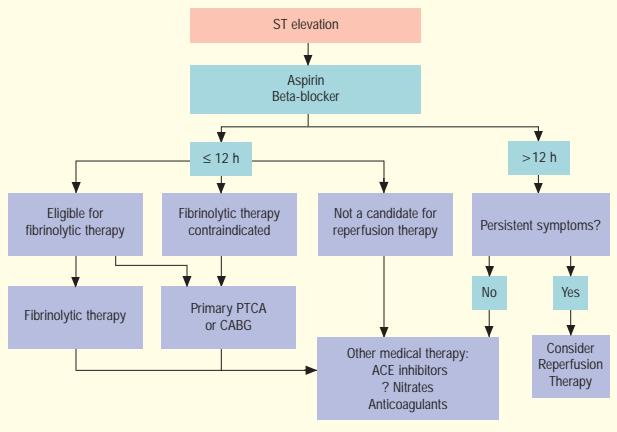 ST elevation
Aspirin
Beta-blocker
≤ 12 h
>12 h
Eligible for
fibrinolytic therapy
Fibrinolytic therapy
contraindicated
Not a candidate for
reperfusion therapy
Persistent symptoms?
Fibrinolytic therapy
Primary PTCA
or CABG
No
Yes
Other medical therapy:
ACE inhibitors
? Nitrates
Anticoagulants
Consider
Reperfusion
Therapy